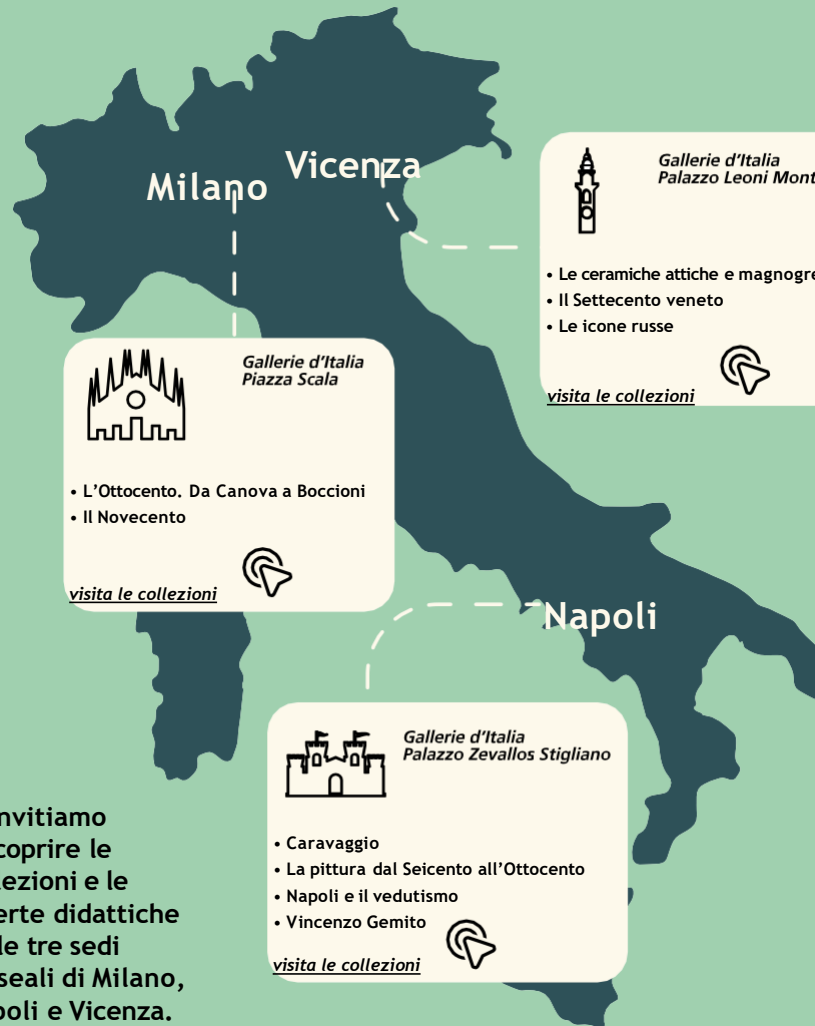 Vicenza
Milano
Gallerie d'Italia
Palazzo Leoni Mont
• Le ceramiche attiche e magnogre
• Il Settecento veneto
• Le icone russe
visita le collezioni
Gallerie d'Italia
Piazza Scala
• L'Ottocento. Da Canova a Boccioni
• Il Novecento
visita le collezioni
Napoli
Gallerie d'Italia
Palazzo Zevallos Stigliano
• Caravaggio
• La pittura dal Seicento all'Ottocento
• Napoli e il vedutismo
• Vincenzo Gemito
visita le collezioni
nvitiamo
coprire le
lezioni e le
erte didattiche
le tre sedi
seali di Milano,
poli e Vicenza.